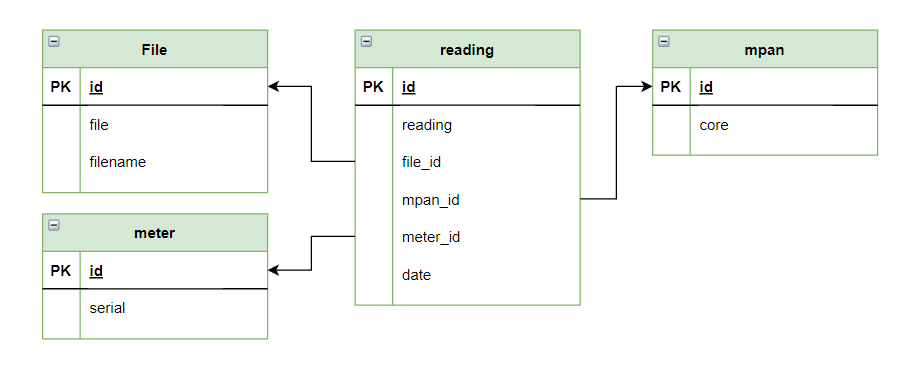 File
PK id
file
filename
meter
PK id
serial
reading
PK id
reading
file_id
mpan_id
meter_id
date
mpan
PK id
core